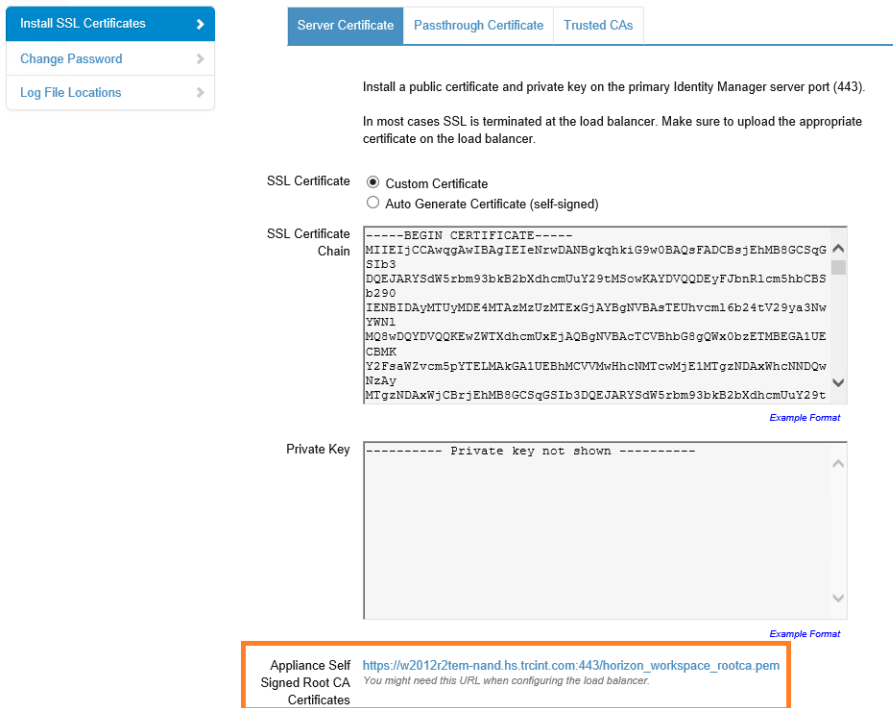 Install SSL Certificates
Change Password
Log File Locations
Server Certificate
Passthrough Certificate
Trusted CAs
Install a public certificate and private key on the primary Identity Manager server port (443).
In most cases SSL is terminated at the load balancer. Make sure to upload the appropriate
certificate on the load balancer.
SSL Certificate
Custom Certificate
Auto Generate Certificate (self-signed)
SSL Certificate
Chain
-----BEGIN CERTIFICATE-----
MIIEIjCCAwqgAwIBAgIEIeNrwDANBgkqhkiG9w0BAQsFADCBsjEhMB8GCSqG
SIb3
DQEJARYSdW5rbm93bkB2bXdhcmUuY29tMSowKAYDVQQDEyFJbnRlcm5hbCBS
b290
IENBIDAyMTUyMDE4MTAzMzUzMTExGjAYBgNVBAsTEUhvcml6b24tV29ya3Nw
YWNl
MQ8wDQYDVQQKEwZWTXdhcmUxEjAQBgNVBAcTCVBhbG8gQWx0bzETMBEGA1UE
CBMK
Y2FsaWZvcm5pYTELMAkGA1UEBhMCVVMwHhcNMTcwMjE1MTgzNDAxWhcNNDQw
NzAy
MTgzNDAxWjCBrjEhMB8GCSqGSIb3DQEJARYSdW5rbm93bkB2bXdhcmUuY29t
Example Format
Private Key
---------- Private key not shown ----------
Example Format
Appliance Self
Signed Root CA
Certificates
https://w2012r2tem-nand.hs.trcint.com:443/horizon_workspace_rootca.pem
You might need this URL when configuring the load balancer.